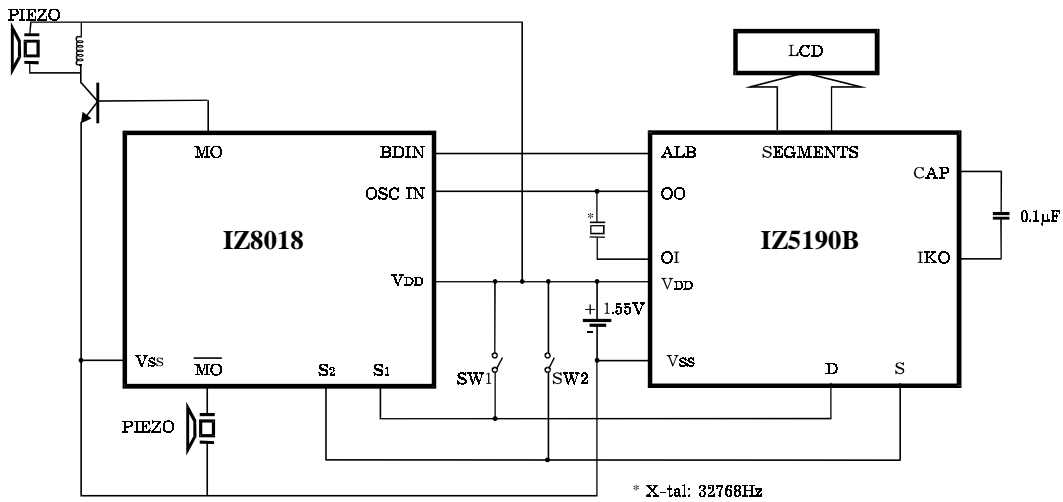 PIEZO
LCD
MO
BDIN
ALB
SEGMENTS
CAP
OSC IN
OO
*
0.1µF
IZ8018
IZ5190B
OI
IKO
VDD
VDD
+ 1.55V
-
VSS
MO
S2
S1
SW1
SW2
VSS
D
S
PIEZO
* X-tal: 32768Hz